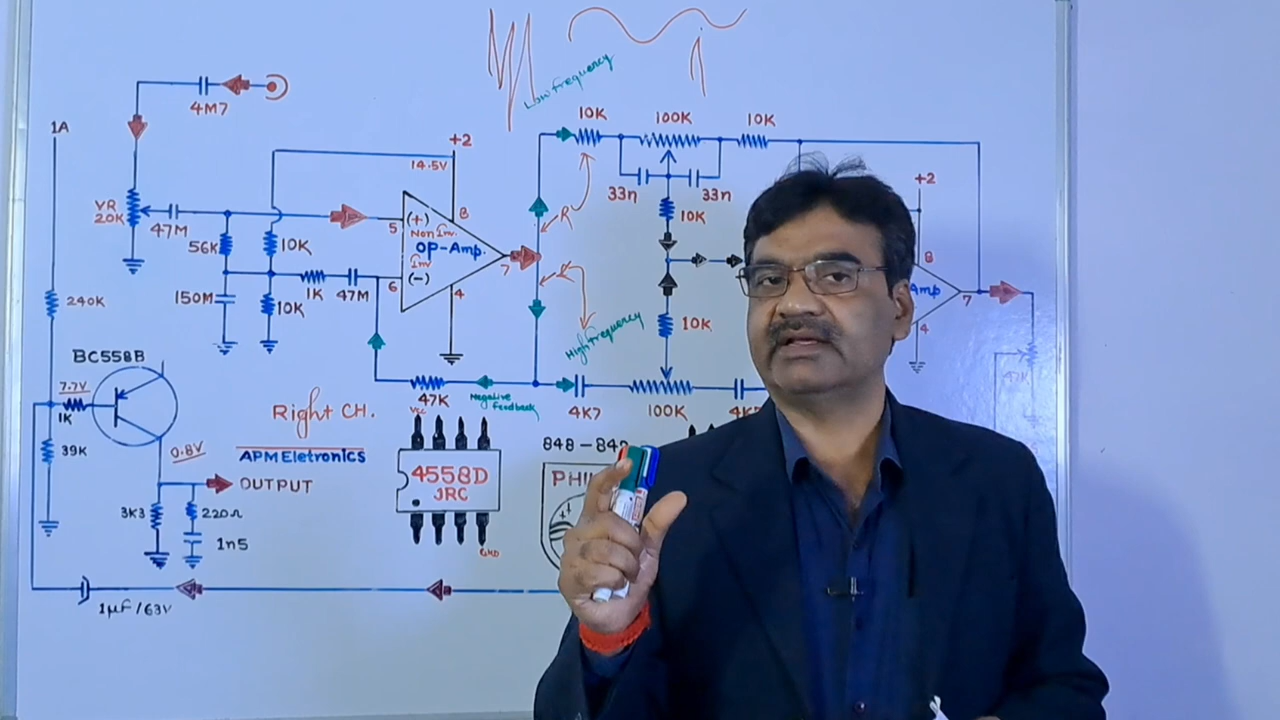 Low frequency
4M7
1A
VR
20K
47M
56K
10K
150M
10K
1K
47M
+2
14.5V
8
5
(+)
Non Inv.
OP-Amp.
Inv
(-)
6
7
4
10K
100K
10K
33n
33n
R
10K
High frequency
10K
+2
8
Amp
7
4
47K
240K
BC558B
7.7V
1K
39K
0.8V
OUTPUT
3K3
220Ω
1n5
1µF/63V
Right CH.
APM Eletronics
47K
Negative
feedback
4K7
100K
VCC
4558D
JRC
GND
PHI